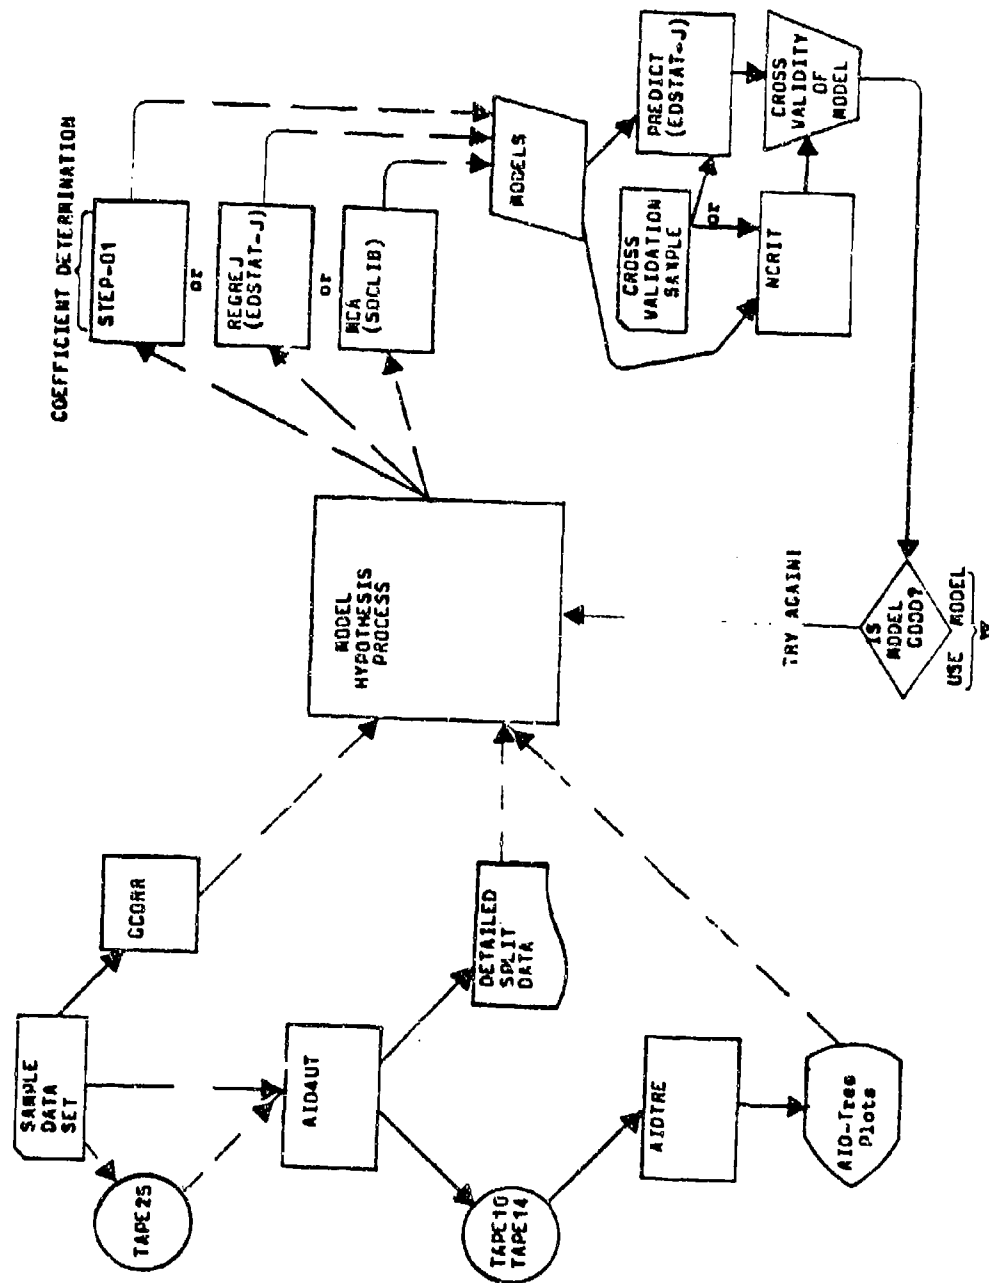 SAMPLE
DATA
SET
TAPE25
GCORR
AID4UT
TAPE10
TAPE14
DETAILED
SPLIT
DATA
AIDTRE
AID-Tree
Plots
MODEL
HYPOTHESIS
PROCESS
COEFFICIENT DETERMINATION
STEP-01
or
REGREJ
(EDSTAT-J)
or
MCA
(SOCLIB)
MODELS
CROSS
VALIDATION
SAMPLE
or
PREDICT
(EDSTAT-J)
NCRIT
CROSS
VALIDITY
OF
MODEL
TRY AGAIN!
IS
MODEL
GOOD?
USE MODEL